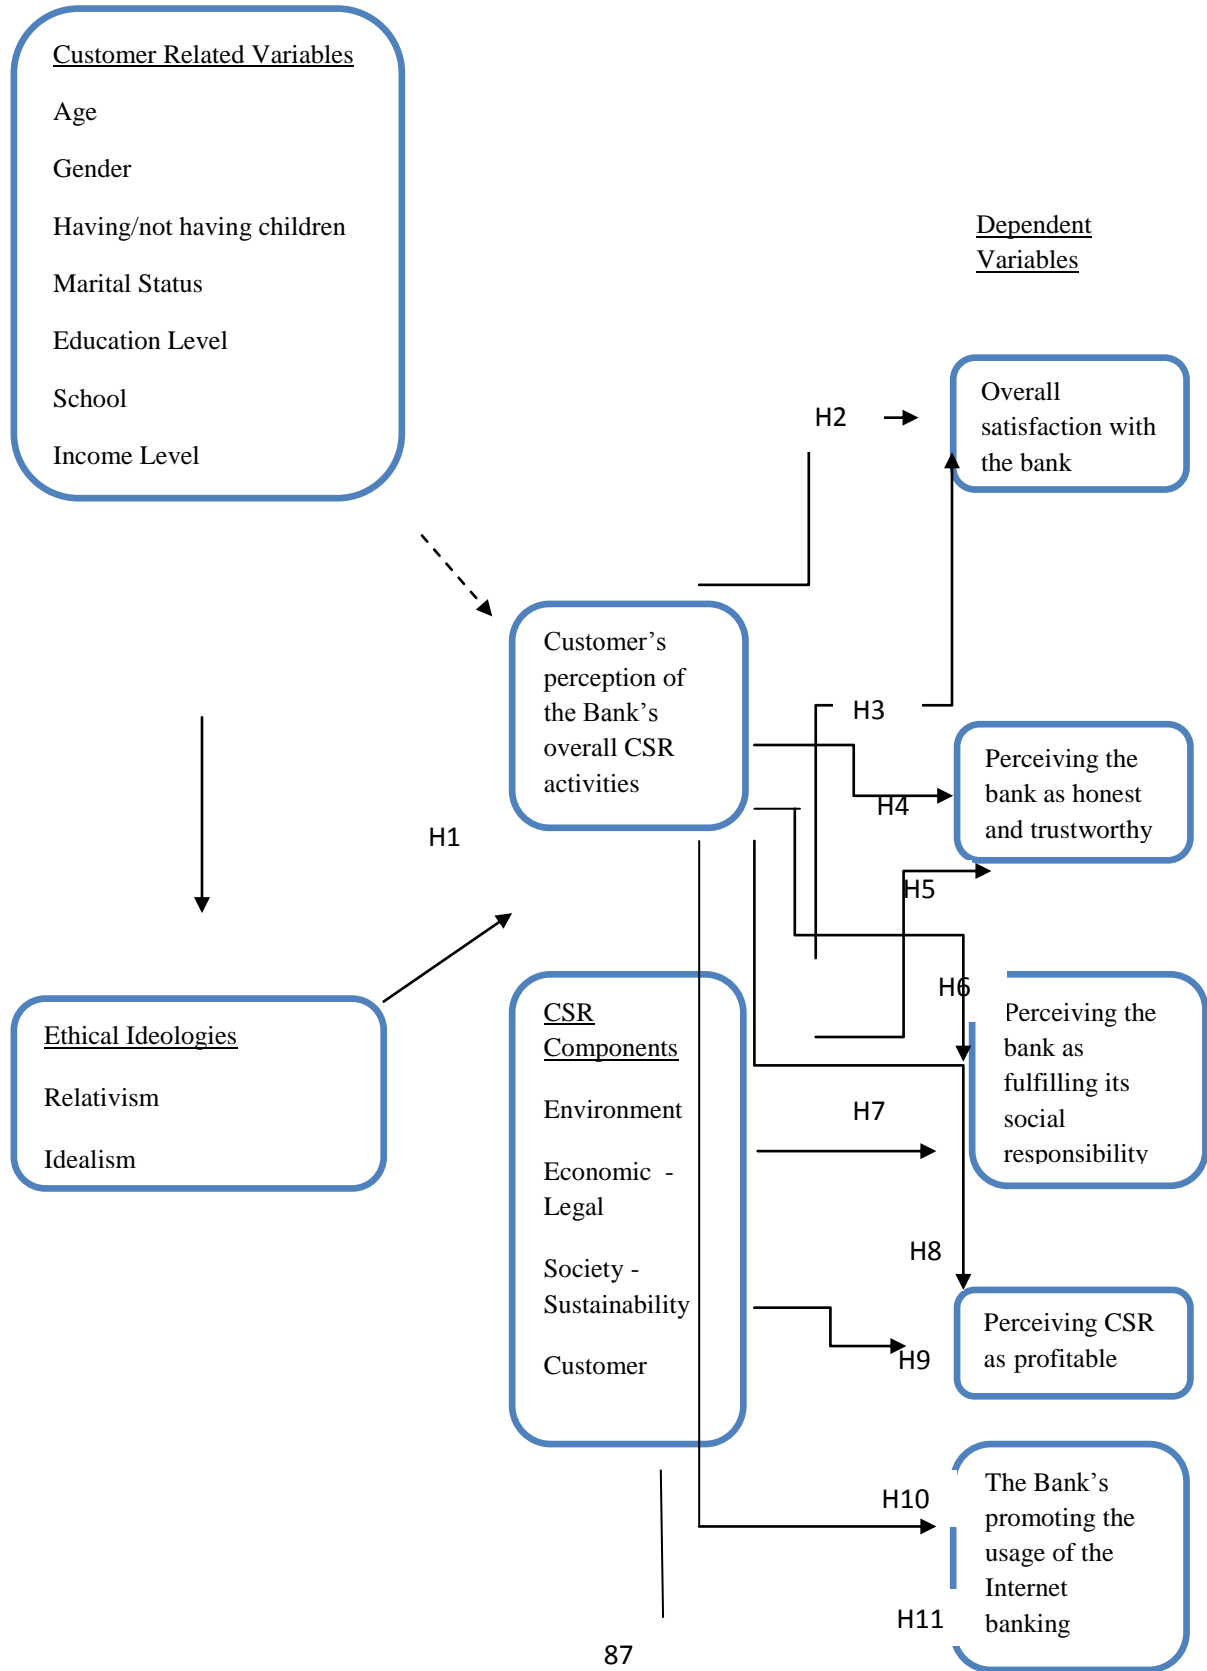 Customer Related Variables
Age
Gender
Having/not having children
Marital Status
Education Level
School
Income Level
Dependent
Variables
H2
Overall
satisfaction with
the bank
Customer’s
perception of
the Bank’s
overall CSR
activities
H3
H4
Perceiving the
bank as honest
and trustworthy
H1
H5
Ethical Ideologies
Relativism
Idealism
CSR
Components
Environment
Economic - 
Legal
Society -
Sustainability
Customer
H6
Perceiving the
bank as
fulfilling its
social
responsibility
H7
H8
H9
Perceiving CSR
as profitable
H10
The Bank’s
promoting the
usage of the
Internet
banking
H11
87